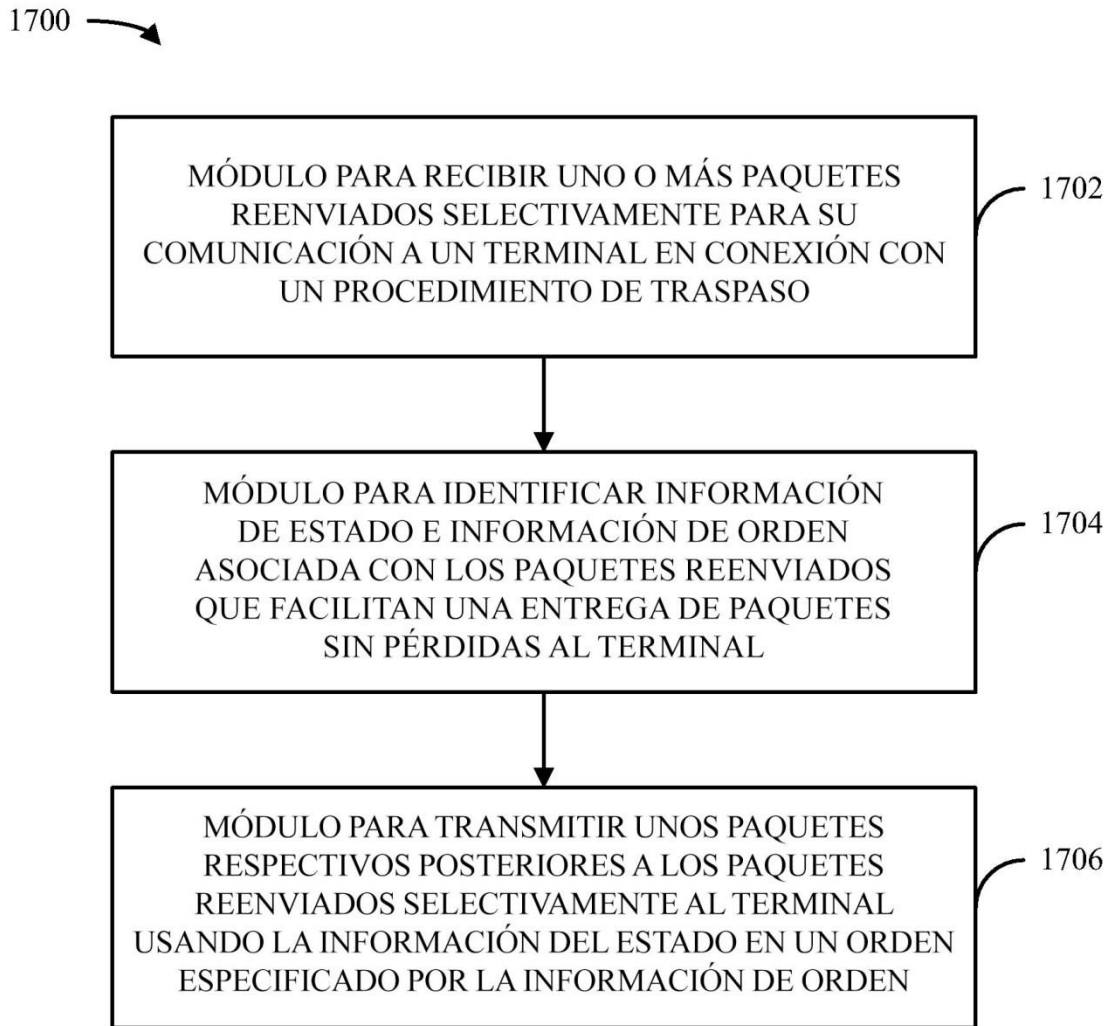 1700
MÓDULO PARA RECIBIR UNO O MÁS PAQUETES
REENVIADOS SELECTIVAMENTE PARA SU
COMUNICACIÓN A UN TERMINAL EN CONEXIÓN CON
UN PROCEDIMIENTO DE TRASPASO
1702
MÓDULO PARA IDENTIFICAR INFORMACIÓN
DE ESTADO E INFORMACIÓN DE ORDEN
ASOCIADA CON LOS PAQUETES REENVIADOS
QUE FACILITAN UNA ENTREGA DE PAQUETES
SIN PÉRDIDAS AL TERMINAL
1704
MÓDULO PARA TRANSMITIR UNOS PAQUETES
RESPECTIVOS POSTERIORES A LOS PAQUETES
REENVIADOS SELECTIVAMENTE AL TERMINAL
USANDO LA INFORMACIÓN DEL ESTADO EN UN ORDEN
ESPECIFICADO POR LA INFORMACIÓN DE ORDEN
1706